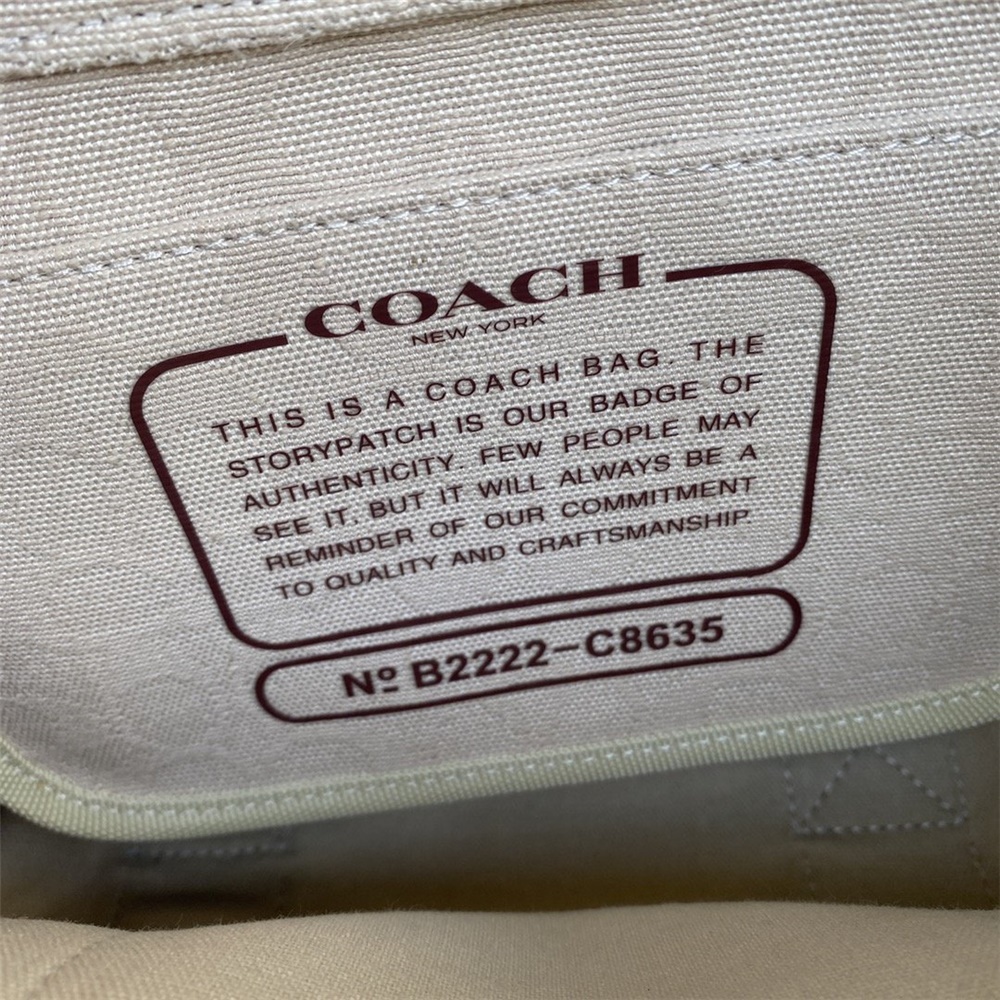 COACH
NEW YORK
THIS IS A COACH BAG. THE
STORYPATCH IS OUR BADGE OF
AUTHENTICITY. FEW PEOPLE MAY
SEE IT. BUT IT WILL ALWAYS BE A
REMINDER OF OUR COMMITMENT
TO QUALITY AND CRAFTSMANSHIP.
Nº B2222-C8635